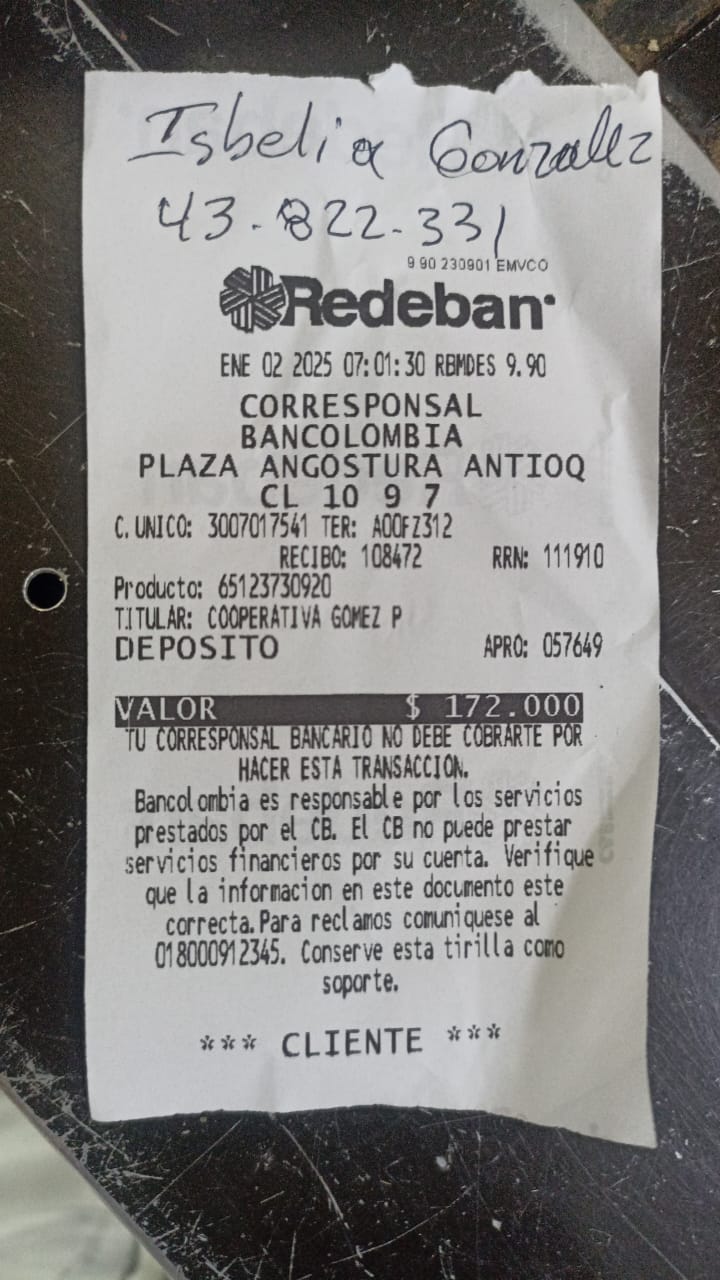 Isbelia Gonzalez
43.822.331
9 90 230901 EMVCO
Redeban
ENE 02 2025 07:01:30 RBMDES 9.90
CORRESPONSAL
BANCOLOMBIA
PLAZA ANGOSTURA ANTIOQ
CL 10 9 7
C. UNICO: 3007017541 TER: A00FZ312
RECIBO: 108472 RRN: 111910
Producto: 65123730920
TITULAR: COOPERATIVA GOMEZ P
DEPOSITO APRO: 057649
VALOR $ 172.000
TU CORRESPONSAL BANCARIO NO DEBE COBRARTE POR
HACER ESTA TRANSACCION.
Bancolombia es responsable por los servicios
prestados por el CB. El CB no puede prestar
servicios financieros por su cuenta. Verifique
que la informacion en este documento este
correcta. Para reclamos comuniquese al
018000912345. Conserve esta tirilla como
soporte.
*** CLIENTE ***